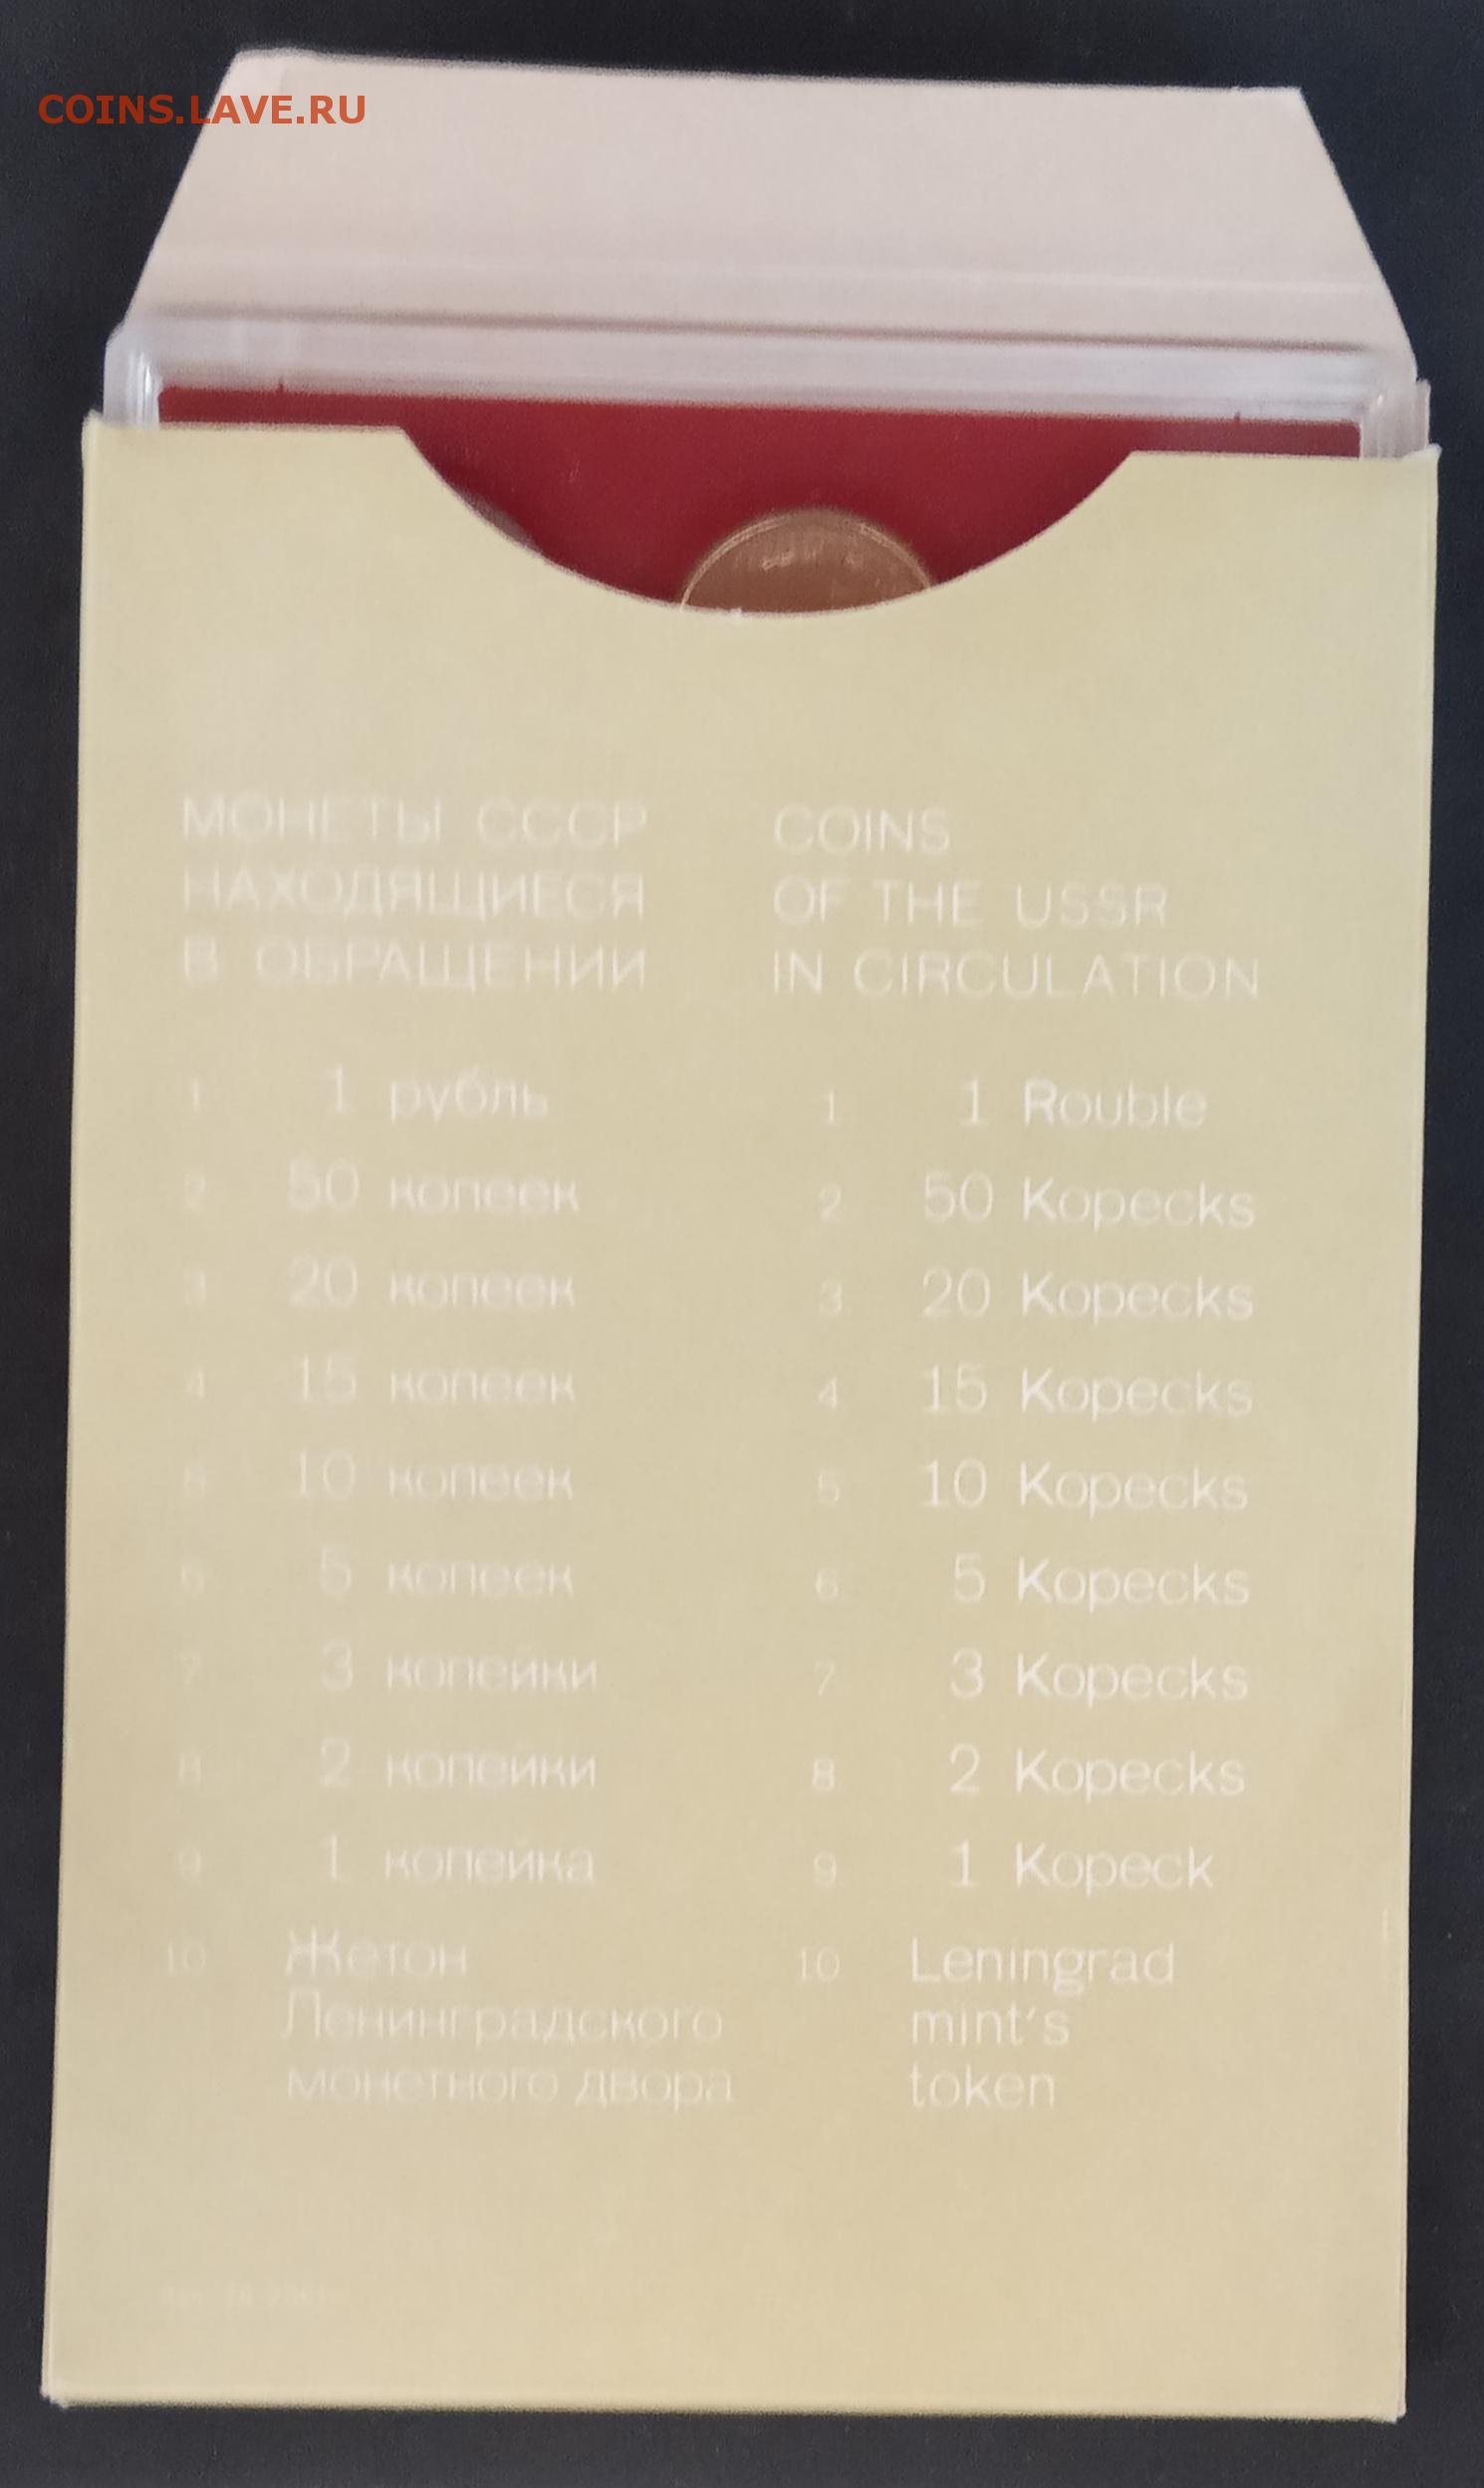 COINS.LAVE.RU
МОНЕТЫ СССР
НАХОДЯЩИЕСЯ
В ОБРАЩЕНИИ
1 1 рубль
2 50 копеек
3 20 копеек
4 15 копеек
5 10 копеек
6 5 копеек
7 3 копейки
8 2 копейки
9 1 копейка
10 Жетон
Ленинградского
монетного двора
COINS
OF THE USSR
IN CIRCULATION
1 1 Rouble
2 50 Kopecks
3 20 Kopecks
4 15 Kopecks
5 10 Kopecks
6 5 Kopecks
7 3 Kopecks
8 2 Kopecks
9 1 Kopeck
10 Leningrad
mint's
token